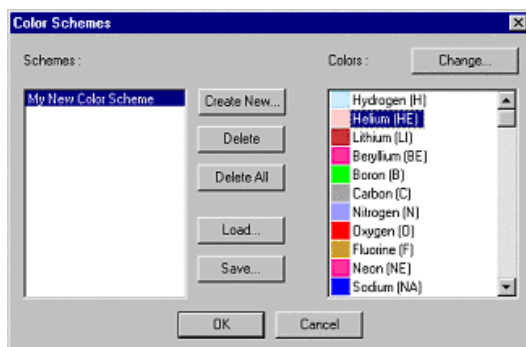 Color Schemes
Schemes :
Colors :
Change...
My New Color Scheme
Create New...
Delete
Delete All
Load...
Save...
Hydrogen (H)
Helium (HE)
Lithium (LI)
Beryllium (BE)
Boron (B)
Carbon (C)
Nitrogen (N)
Oxygen (O)
Fluorine (F)
Neon (NE)
Sodium (NA)
OK
Cancel